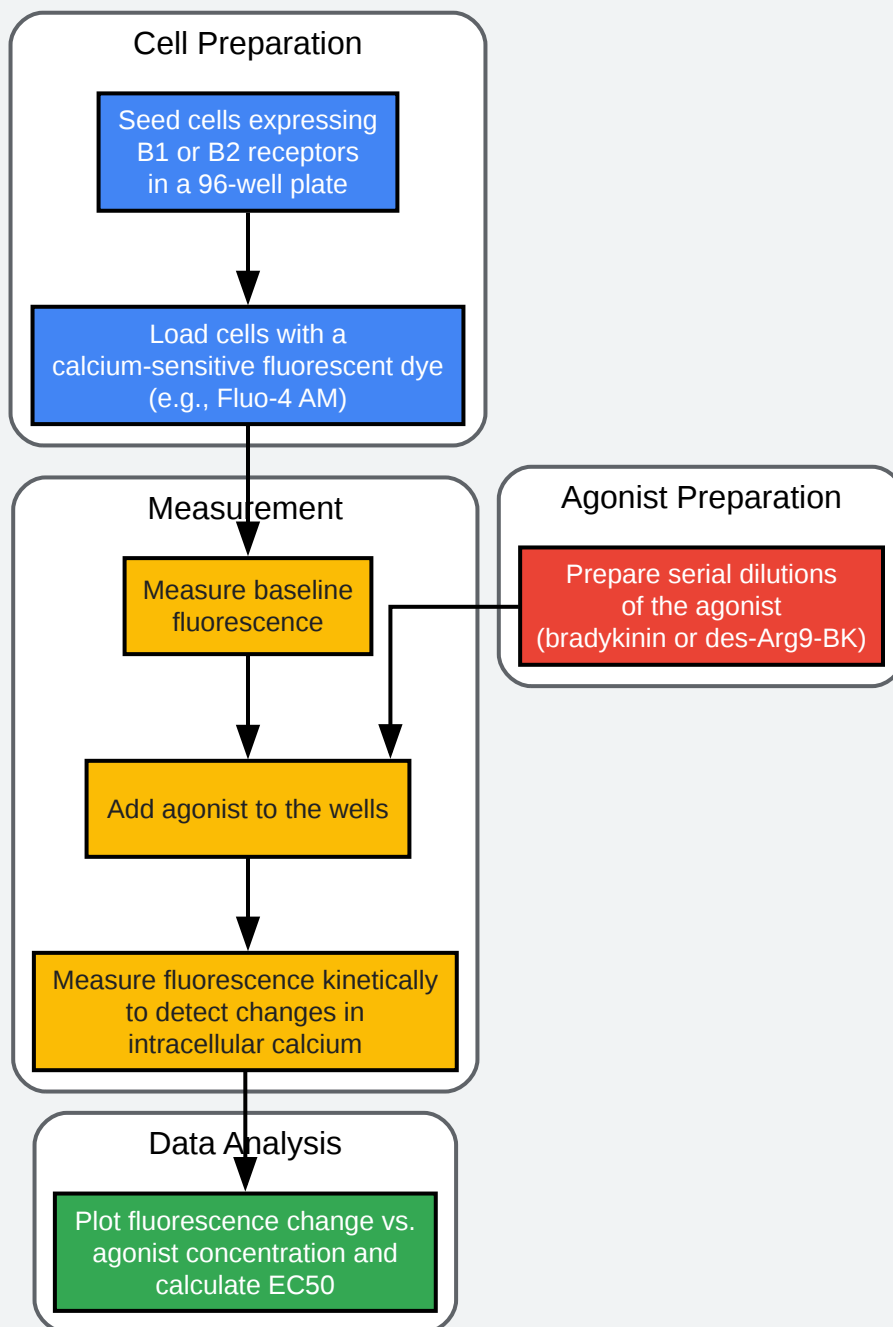 Cell Preparation
Seed cells expressing
B1 or B2 receptors
in a 96-well plate
Load cells with a
calcium-sensitive fluorescent dye
(e.g., Fluo-4 AM)
Measurement
Measure baseline
fluorescence
Agonist Preparation
Prepare serial dilutions
of the agonist
(bradykinin or des-Arg9-BK)
Add agonist to the wells
Measure fluorescence kinetically
to detect changes in
intracellular calcium
Data Analysis
Plot fluorescence change vs.
agonist concentration and
calculate EC50